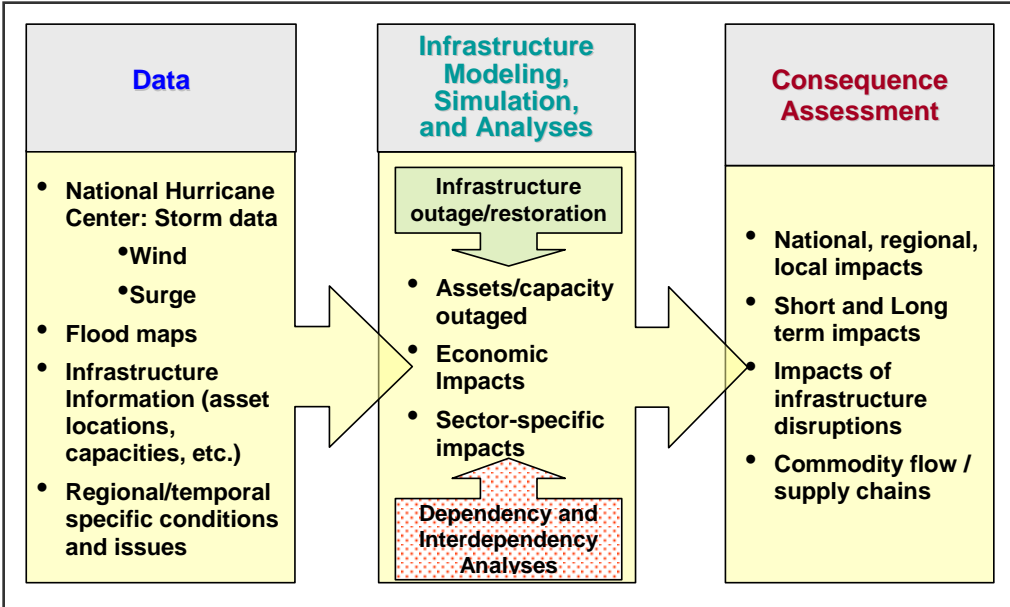 Data
• National Hurricane
Center: Storm data
•Wind
•Surge
• Flood maps
• Infrastructure
Information (asset
locations,
capacities, etc.)
• Regional/temporal
specific conditions
and issues
Infrastructure
Modeling,
Simulation,
and Analyses
Infrastructure
outage/restoration
• Assets/capacity
outaged
• Economic
Impacts
• Sector-specific
impacts
Dependency and
Interdependency
Analyses
Consequence
Assessment
• National, regional,
local impacts
• Short and Long
term impacts
• Impacts of
infrastructure
disruptions
• Commodity flow /
supply chains